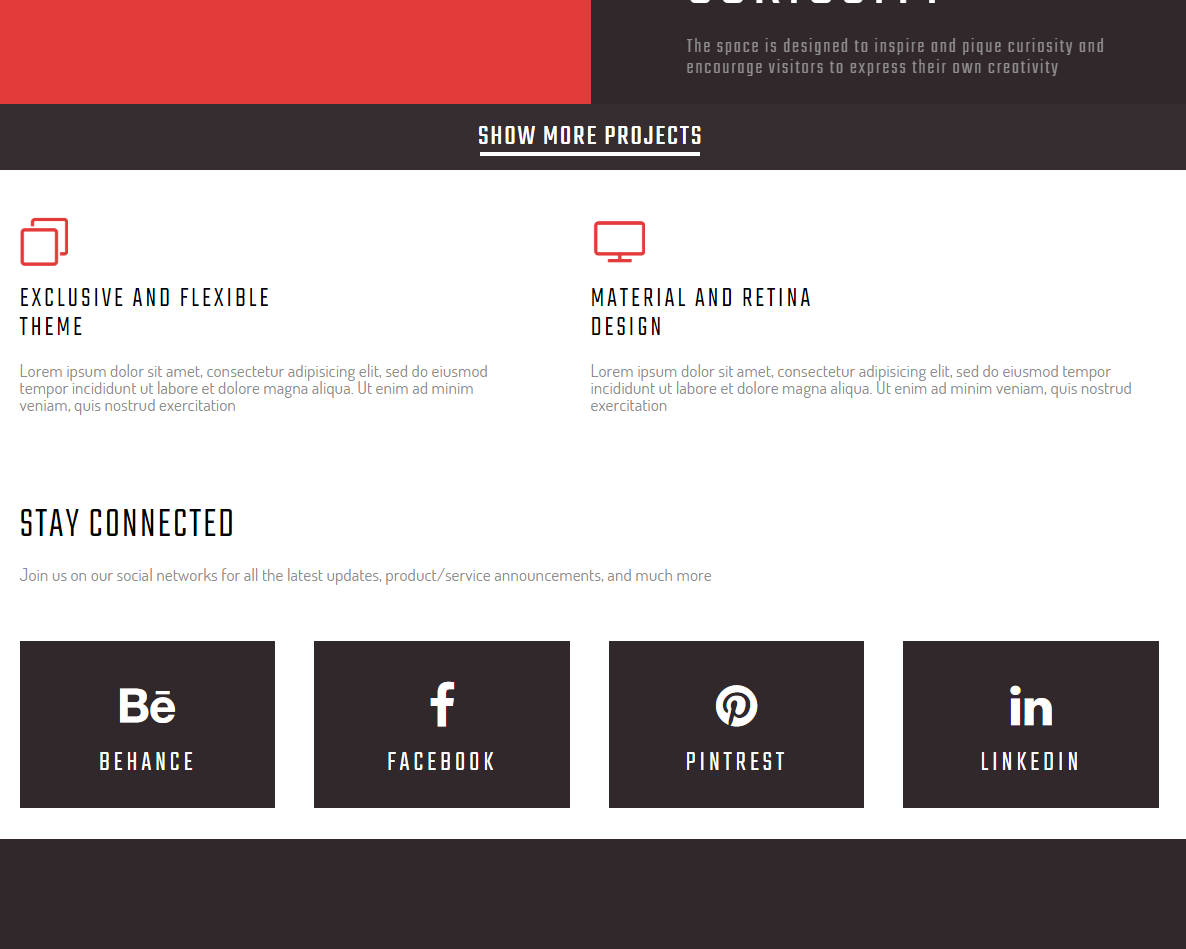 The space is designed to inspire and pique curiosity and
encourage visitors to express their own creativity
SHOW MORE PROJECTS
EXCLUSIVE AND FLEXIBLE
THEME
Lorem ipsum dolor sit amet, consectetur adipisicing elit, sed do eiusmod
tempor incididunt ut labore et dolore magna aliqua. Ut enim ad minim
veniam, quis nostrud exercitation
MATERIAL AND RETINA
DESIGN
Lorem ipsum dolor sit amet, consectetur adipisicing elit, sed do eiusmod tempor
incididunt ut labore et dolore magna aliqua. Ut enim ad minim veniam, quis nostrud
exercitation
STAY CONNECTED
Join us on our social networks for all the latest updates, product/service announcements, and much more
Bē
BEHANCE
f
FACEBOOK
PINTREST
in
LINKEDIN